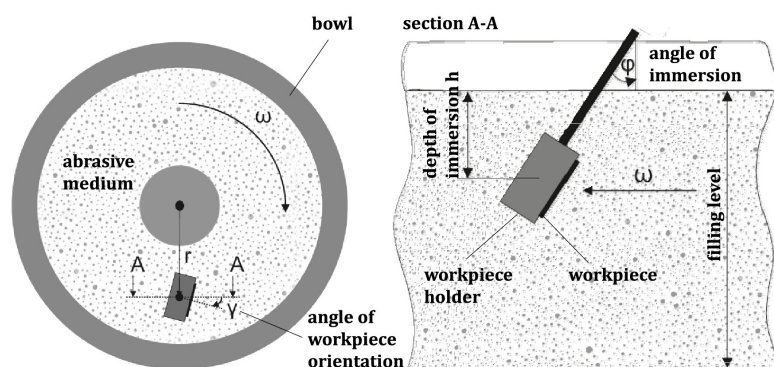 bowl
ω
abrasive
medium
r
A
A
γ
angle of
workpiece
orientation
section A-A
φ
angle of
immersion
depth of
immersion h
ω
filling level
workpiece
holder
workpiece